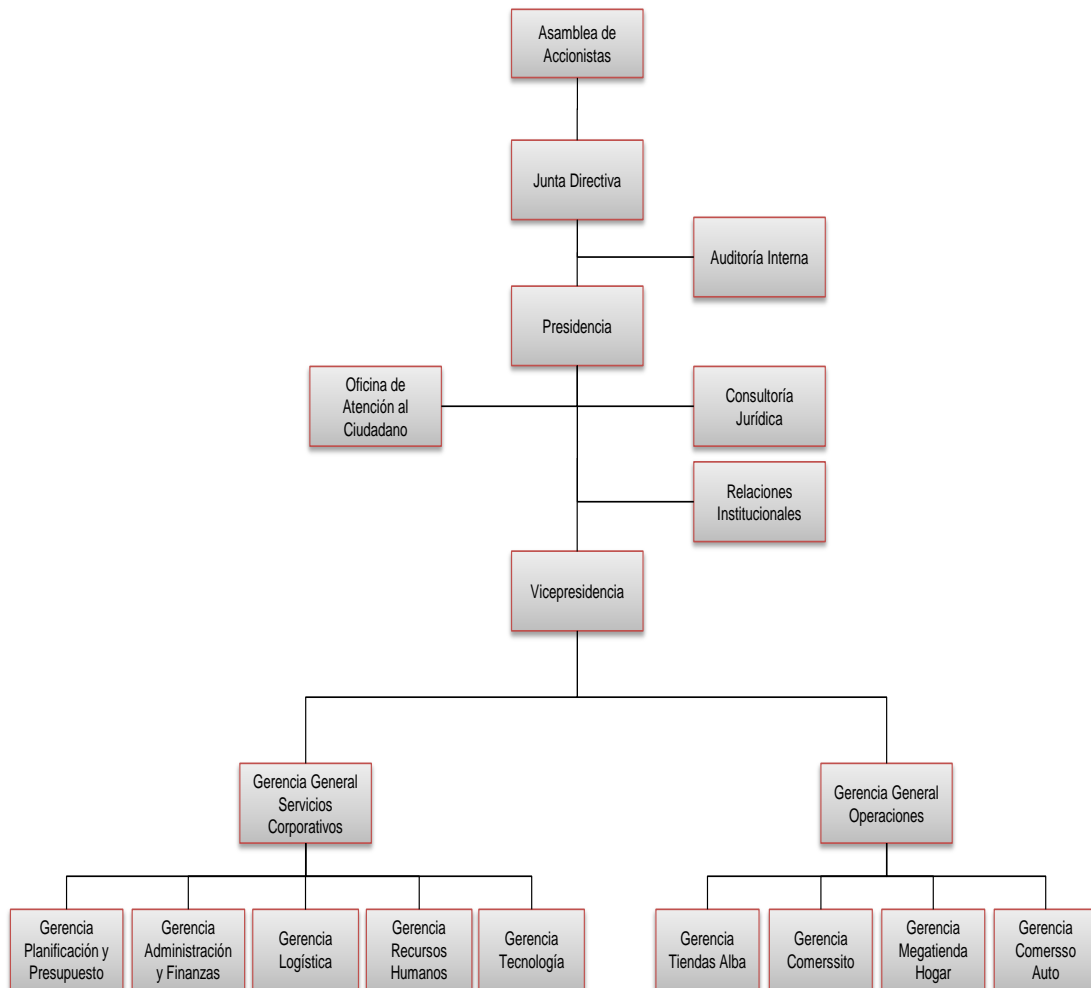 Asamblea de
Accionistas
Junta Directiva
Auditoría Interna
Presidencia
Oficina de
Atención al
Ciudadano
Consultoría
Jurídica
Relaciones
Institucionales
Vicepresidencia
Gerencia General
Servicios
Corporativos
Gerencia General
Operaciones
Gerencia
Planificación y
Presupuesto
Gerencia
Administración
y Finanzas
Gerencia
Logística
Gerencia
Recursos
Humanos
Gerencia
Tecnología
Gerencia
Tiendas Alba
Gerencia
Comerssito
Gerencia
Megatienda
Hogar
Gerencia
Comersso
Auto